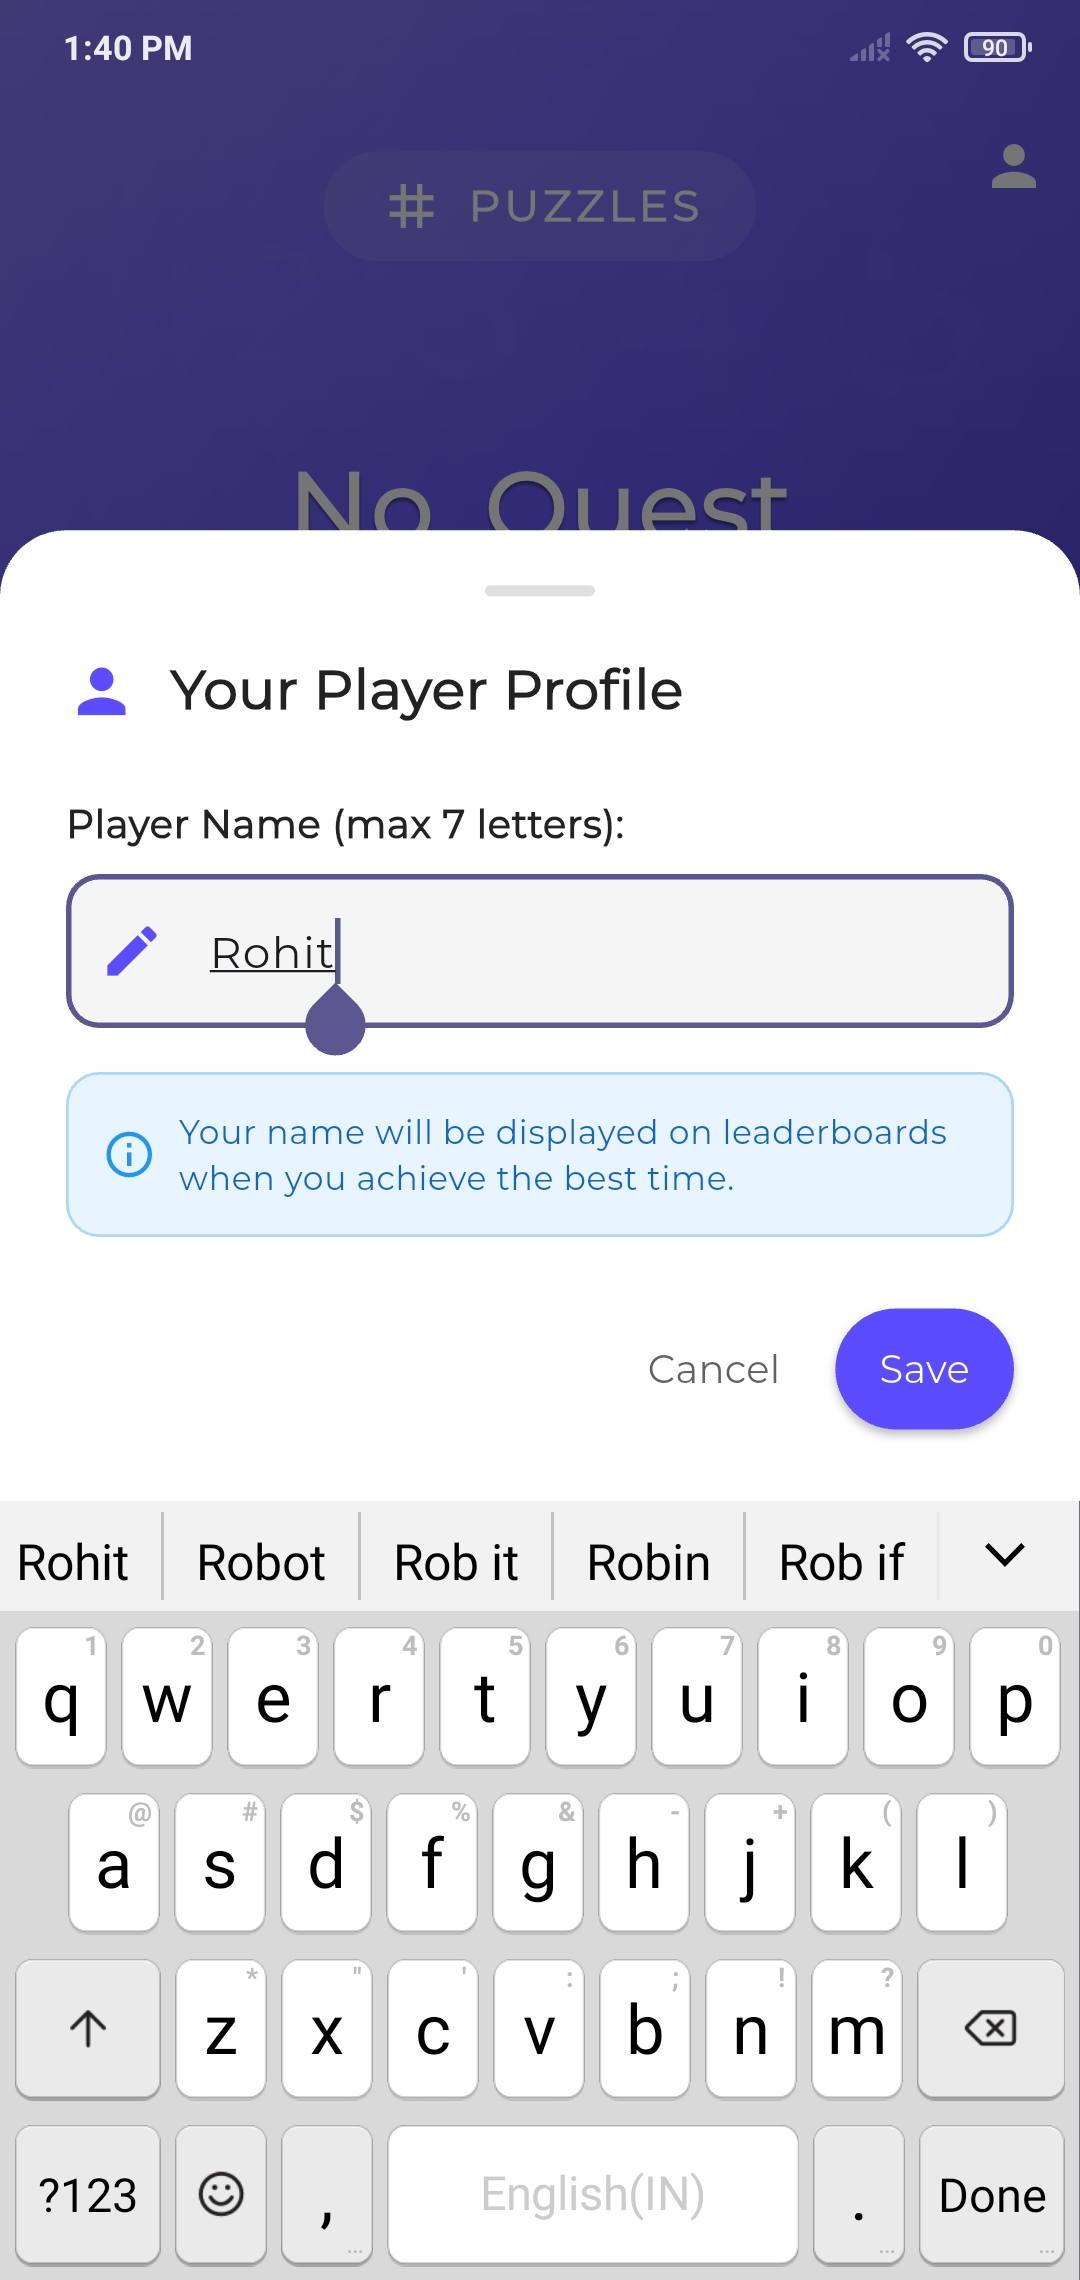 1:40 PM
90
PUZZLES
No Quest
Your Player Profile
Player Name (max 7 letters):
Rohit
Your name will be displayed on leaderboards
when you achieve the best time.
Cancel Save
Rohit Robot Rob it Robin Rob if
1 2 3 4 5 6 7 8 9 0
q w e r t y u i o p
@ # $ % & - + ( )
a s d f g h j k l
* " ' : ; ! ?
z x c v b n m
?123 , English(IN) . Done